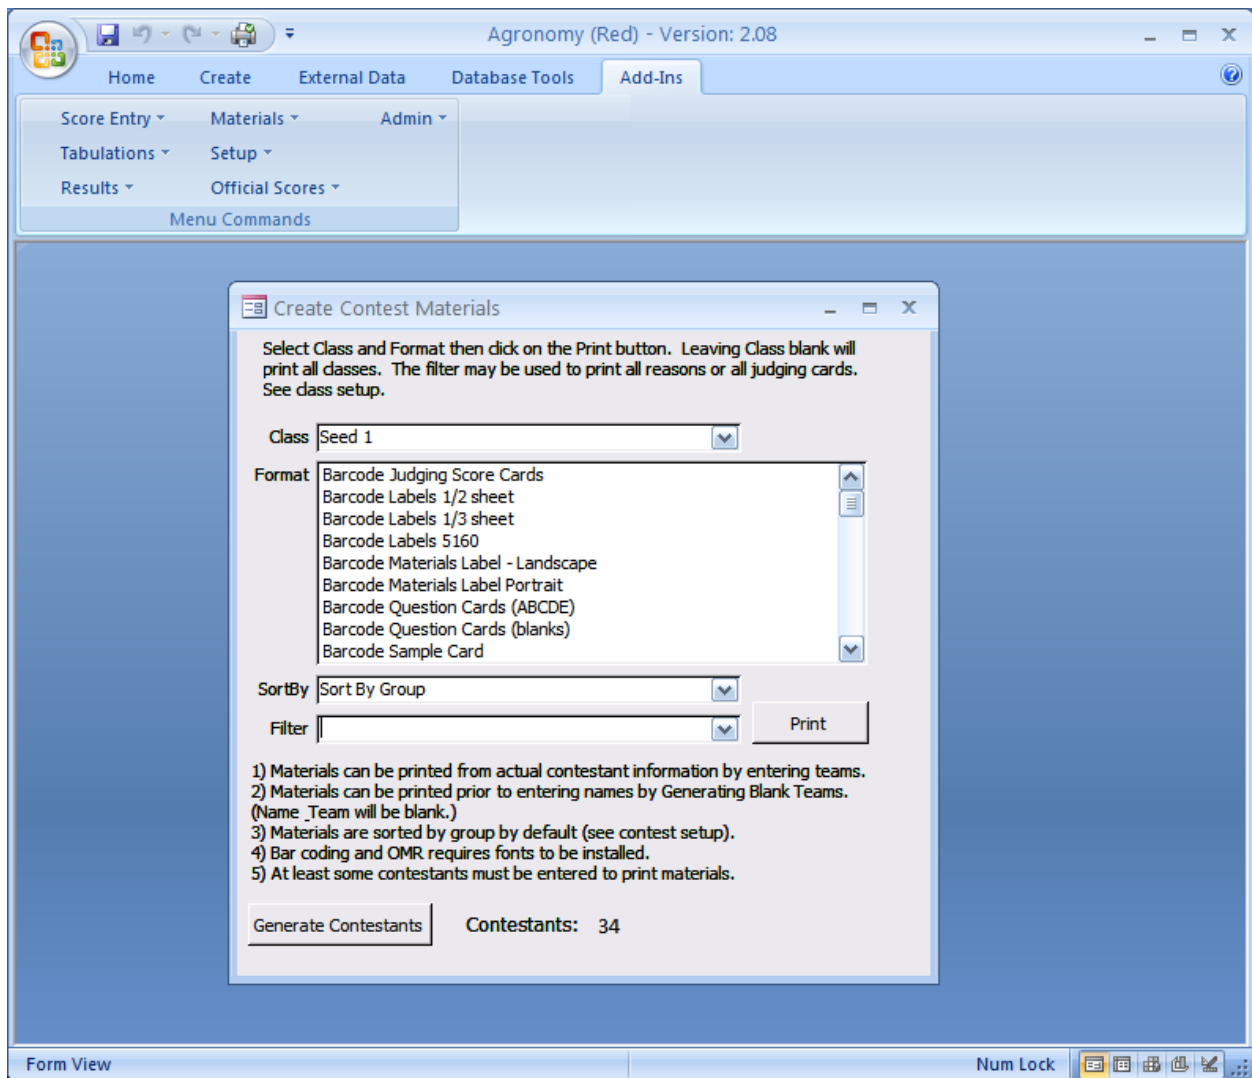 Agronomy (Red) - Version: 2.08
Home Create External Data Database Tools Add-Ins
Score Entry Materials Admin
Tabulations Setup
Results Official Scores
Menu Commands
Create Contest Materials
Select Class and Format then click on the Print button. Leaving Class blank will
print all classes. The filter may be used to print all reasons or all judging cards.
See class setup.
Class Seed 1
Format Barcode Judging Score Cards
Barcode Labels 1/2 sheet
Barcode Labels 1/3 sheet
Barcode Labels 5160
Barcode Materials Label - Landscape
Barcode Materials Label Portrait
Barcode Question Cards (ABCDE)
Barcode Question Cards (blanks)
Barcode Sample Card
SortBy Sort By Group
Filter Print
1) Materials can be printed from actual contestant information by entering teams.
2) Materials can be printed prior to entering names by Generating Blank Teams.
(Name _Team will be blank.)
3) Materials are sorted by group by default (see contest setup).
4) Bar coding and OMR requires fonts to be installed.
5) At least some contestants must be entered to print materials.
Generate Contestants Contestants: 34
Form View Num Lock